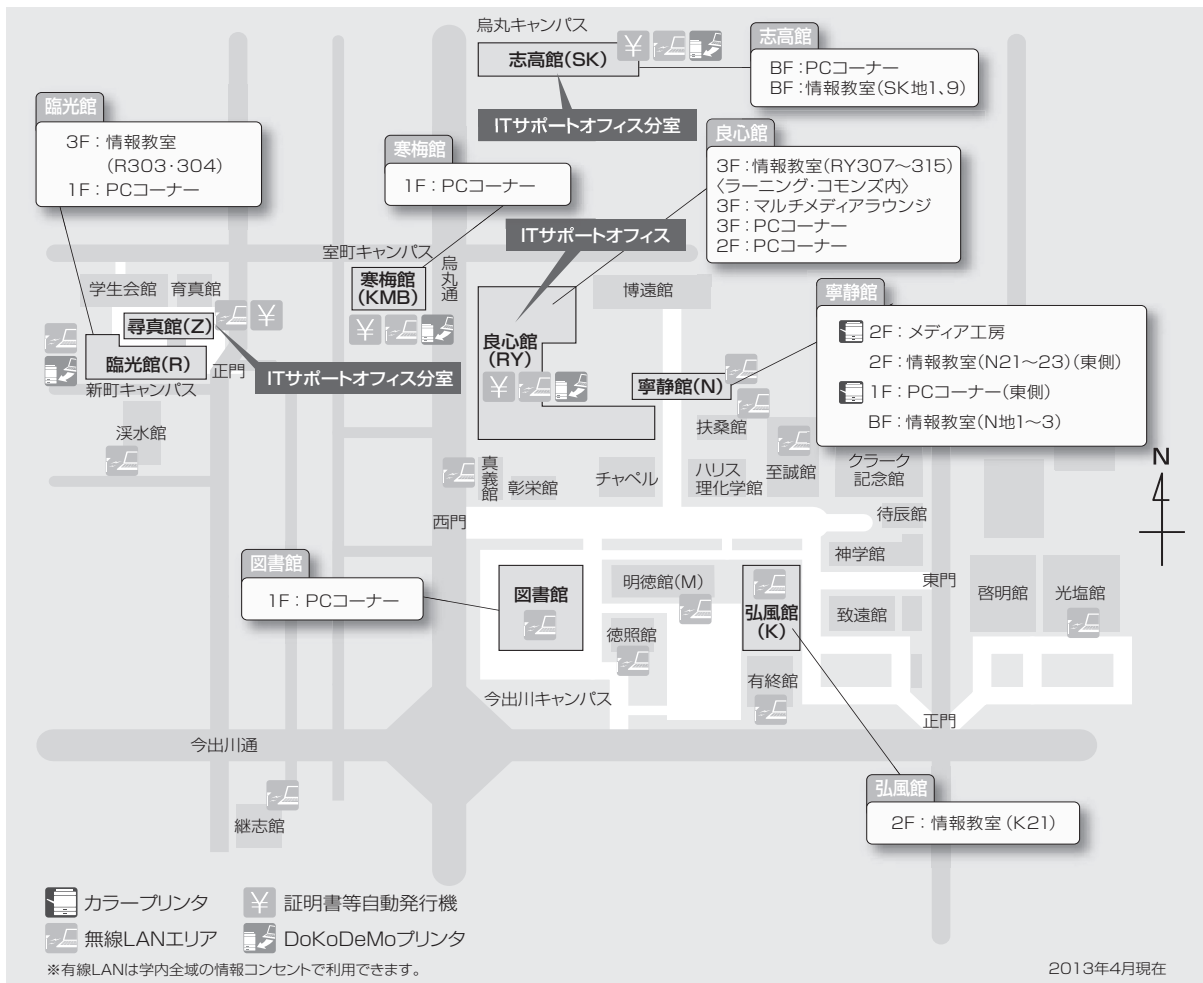 烏丸キャンパス
志高館(SK)
ITサポートオフィス分室
志高館
BF：PCコーナー
BF：情報教室(SK地1、9)
臨光館
3F：情報教室
(R303・304)
1F：PCコーナー
寒梅館
1F：PCコーナー
良心館
3F：情報教室(RY307～315)
〈ラーニング・コモンズ内〉
3F：マルチメディアラウンジ
3F：PCコーナー
2F：PCコーナー
ITサポートオフィス
室町キャンパス
烏丸通
寒梅館
(KMB)
学生会館
育真館
尋真館(Z)
臨光館(R)
正門
新町キャンパス
ITサポートオフィス分室
渓水館
良心館
(RY)
博遠館
寧静館(N)
寧静館
2F：メディア工房
2F：情報教室(N21～23)(東側)
1F：PCコーナー(東側)
BF：情報教室(N地1～3)
扶桑館
真義館
彰栄館
チャペル
ハリス
理化学館
至誠館
クラーク
記念館
N
西門
待辰館
神学館
東門
図書館
1F：PCコーナー
図書館
明徳館(M)
徳照館
弘風館
(K)
致遠館
啓明館
光塩館
有終館
今出川キャンパス
正門
今出川通
継志館
弘風館
2F：情報教室(K21)
カラープリンタ
¥ 証明書等自動発行機
無線LANエリア
DoKoDeMoプリンタ
※有線LANは学内全域の情報コンセントで利用できます。
2013年4月現在